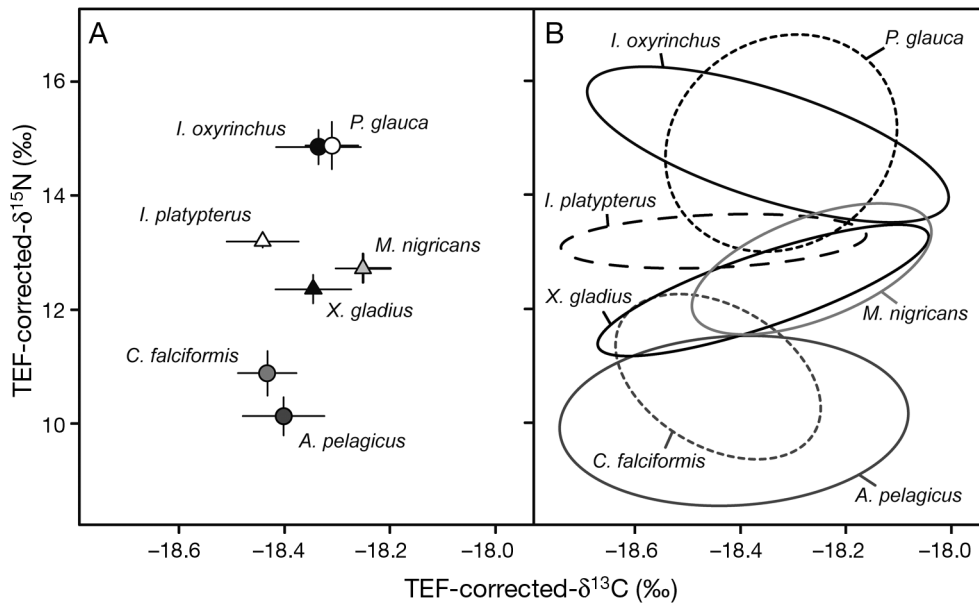 A
I. oxyrinchus
P. glauca
I. platypterus
M. nigricans
X. gladius
C. falciformis
A. pelagicus
16
14
12
10
TEF-corrected-δ¹⁵N (‰)
−18.6
−18.4
−18.2
−18.0
B
I. oxyrinchus
P. glauca
I. platypterus
X. gladius
M. nigricans
C. falciformis
A. pelagicus
−18.6
−18.4
−18.2
−18.0
TEF-corrected-δ¹³C (‰)